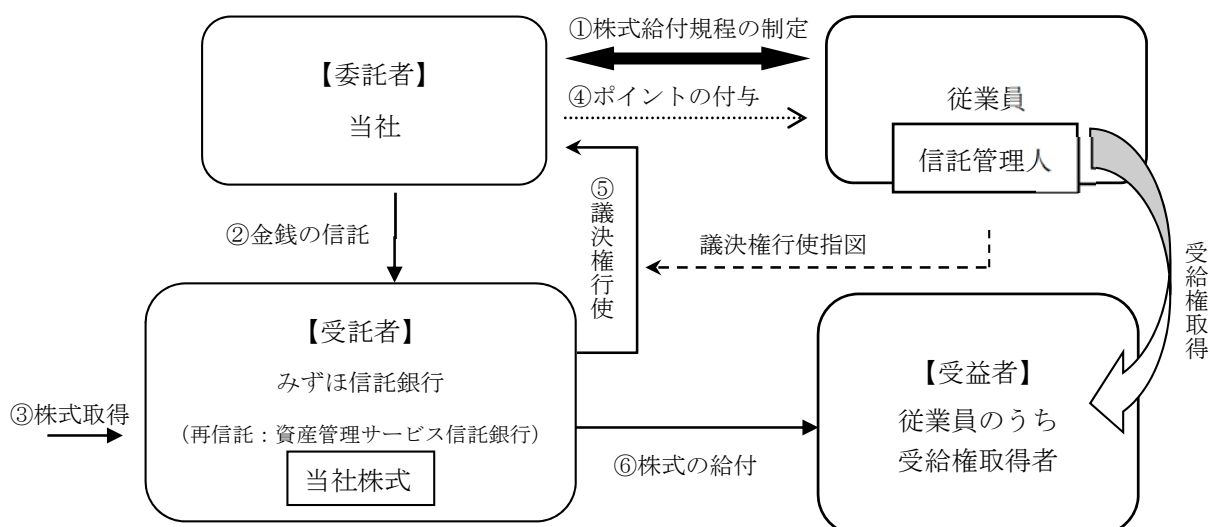 ①株式給付規程の制定
【委託者】
当社
④ポイントの付与
従業員
信託管理人
②金銭の信託
⑤議決権行使
議決権行使指図
受給権取得
【受託者】
みずほ信託銀行
(再信託:資産管理サービス信託銀行)
当社株式
③株式取得
⑥株式の給付
【受益者】
従業員のうち
受給権取得者